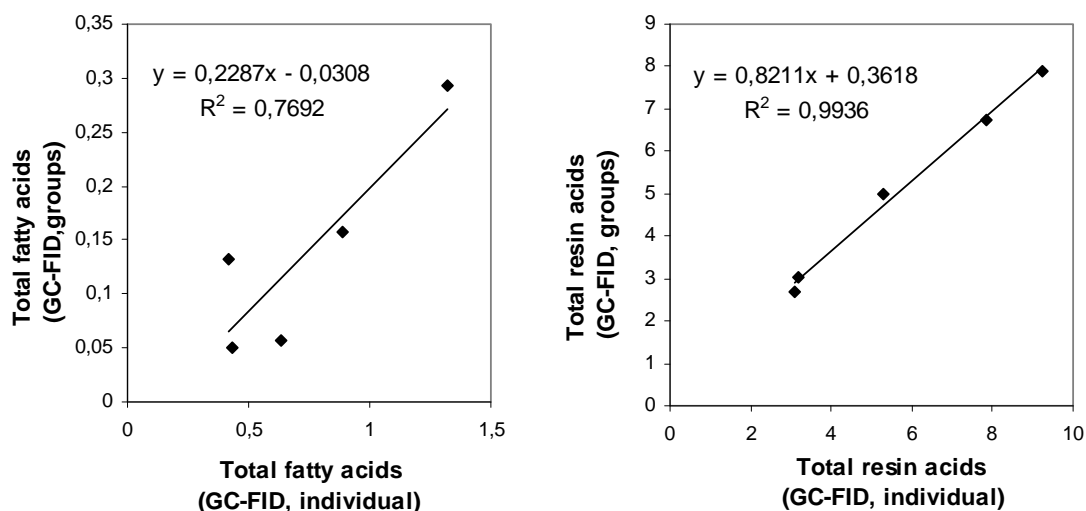 0,35
0,3
0,25
0,2
0,15
0,1
0,05
0
y = 0,2287x - 0,0308
R² = 0,7692
Total fatty acids
(GC-FID,groups)
0
0,5
1
1,5
Total fatty acids
(GC-FID, individual)
9
8
7
6
5
4
3
2
1
0
y = 0,8211x + 0,3618
R² = 0,9936
Total resin acids
(GC-FID, groups)
0
2
4
6
8
10
Total resin acids
(GC-FID, individual)